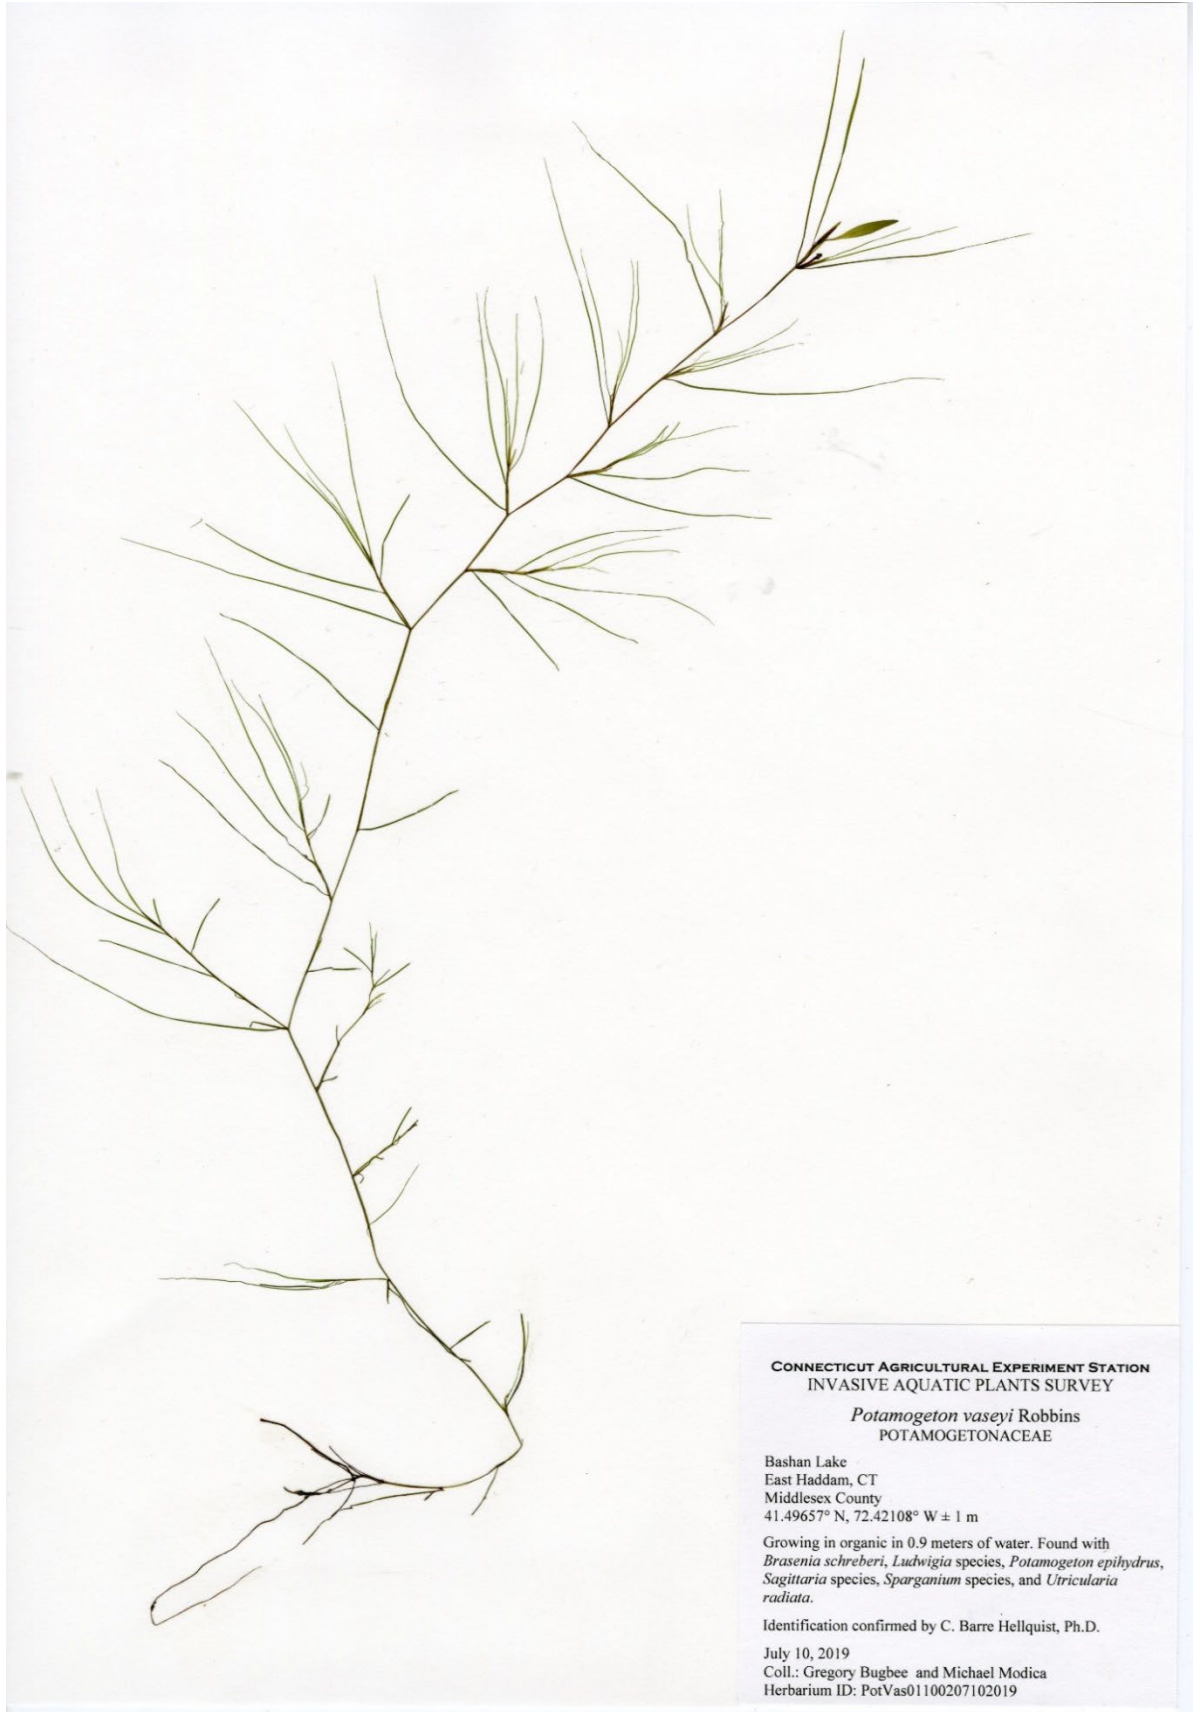 CONNECTICUT AGRICULTURAL EXPERIMENT STATION
INVASIVE AQUATIC PLANTS SURVEY
Potamogeton vaseyi Robbins
POTAMOGETONACEAE
Bashan Lake
East Haddam, CT
Middlesex County
41.49657° N, 72.42108° W ± 1 m
Growing in organic in 0.9 meters of water. Found with
Brasenia schreberi, Ludwigia species, Potamogeton epihydrus,
Sagittaria species, Sparganium species, and Utricularia
radiata.
Identification confirmed by C. Barre Hellquist, Ph.D.
July 10, 2019
Coll.: Gregory Bugbee and Michael Modica
Herbarium ID: PotVas01100207102019